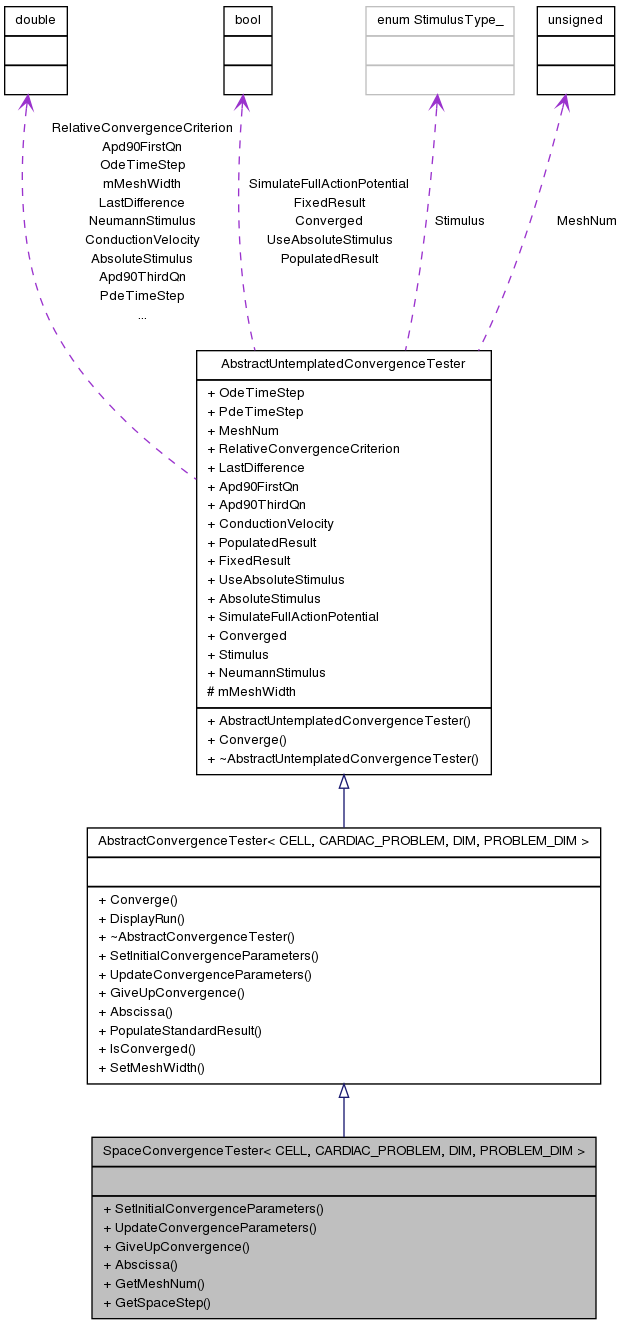 double
bool
enum StimulusType_
unsigned
RelativeConvergenceCriterion
Apd90FirstQn
OdeTimeStep
mMeshWidth
LastDifference
NeumannStimulus
ConductionVelocity
AbsoluteStimulus
Apd90ThirdQn
PdeTimeStep
...
SimulateFullActionPotential
FixedResult
Converged
UseAbsoluteStimulus
PopulatedResult
Stimulus
MeshNum
AbstractUntemplatedConvergenceTester
+ OdeTimeStep
+ PdeTimeStep
+ MeshNum
+ RelativeConvergenceCriterion
+ LastDifference
+ Apd90FirstQn
+ Apd90ThirdQn
+ ConductionVelocity
+ PopulatedResult
+ FixedResult
+ UseAbsoluteStimulus
+ AbsoluteStimulus
+ SimulateFullActionPotential
+ Converged
+ Stimulus
+ NeumannStimulus
# mMeshWidth
+ AbstractUntemplatedConvergenceTester()
+ Converge()
+ ~AbstractUntemplatedConvergenceTester()
AbstractConvergenceTester< CELL, CARDIAC_PROBLEM, DIM, PROBLEM_DIM >
+ Converge()
+ DisplayRun()
+ ~AbstractConvergenceTester()
+ SetInitialConvergenceParameters()
+ UpdateConvergenceParameters()
+ GiveUpConvergence()
+ Abscissa()
+ PopulateStandardResult()
+ IsConverged()
+ SetMeshWidth()
SpaceConvergenceTester< CELL, CARDIAC_PROBLEM, DIM, PROBLEM_DIM >
+ SetInitialConvergenceParameters()
+ UpdateConvergenceParameters()
+ GiveUpConvergence()
+ Abscissa()
+ GetMeshNum()
+ GetSpaceStep()